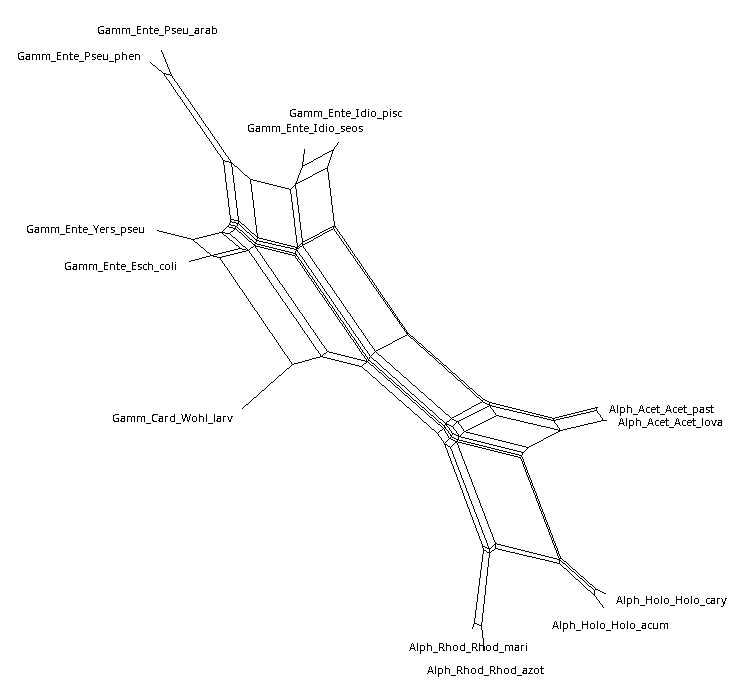 Gamm_Ente_Pseu_arab
Gamm_Ente_Pseu_phen
Gamm_Ente_Idio_pisc
Gamm_Ente_Idio_seos
Gamm_Ente_Yers_pseu
Gamm_Ente_Esch_coli
Gamm_Card_Wohl_larv
Alph_Acet_Acet_past
Alph_Acet_Acet_lova
Alph_Holo_Holo_cary
Alph_Holo_Holo_acum
Alph_Rhod_Rhod_mari
Alph_Rhod_Rhod_azot